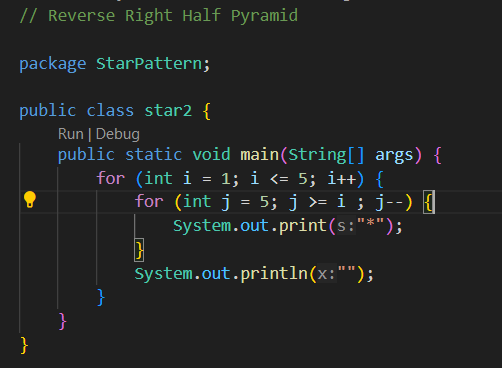 // Reverse Right Half Pyramid
package StarPattern;
public class star2 {
Run | Debug
public static void main(String[] args) {
for (int i = 1; i <= 5; i++) {
for (int j = 5; j >= i ; j--) {
System.out.print(s:"*");
}
System.out.println(x:"");
}
}
}